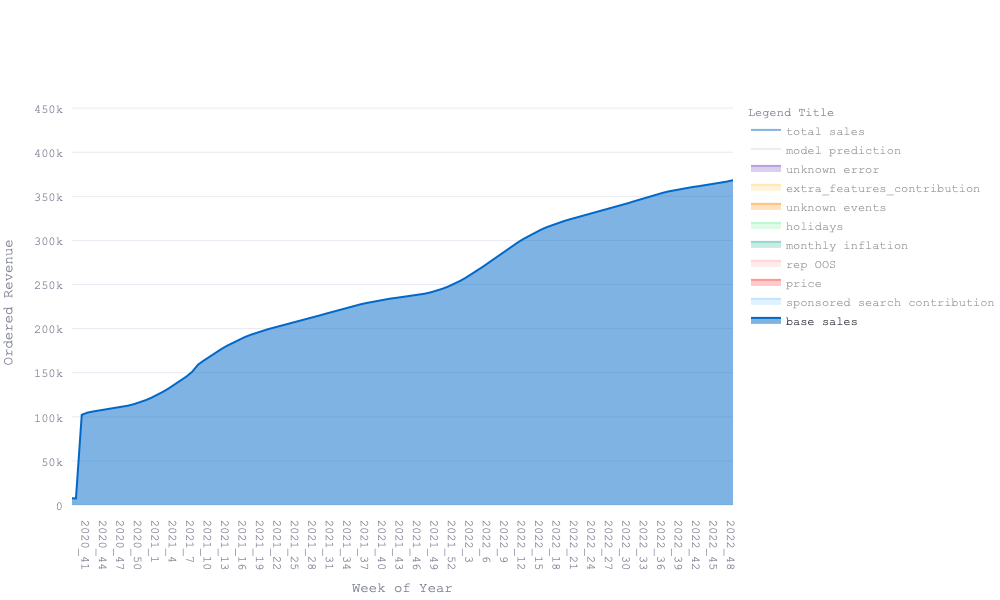 450k
400k
350k
300k
250k
200k
150k
100k
50k
0
Ordered Revenue
2020_41
2020_44
2020_47
2020_50
2021_1
2021_4
2021_7
2021_10
2021_13
2021_16
2021_19
2021_22
2021_25
2021_28
2021_31
2021_34
2021_37
2021_40
2021_43
2021_46
2021_49
2021_52
2022_3
2022_6
2022_9
2022_12
2022_15
2022_18
2022_21
2022_24
2022_27
2022_30
2022_33
2022_36
2022_39
2022_42
2022_45
2022_48
Week of Year
Legend Title
total sales
model prediction
unknown error
extra_features_contribution
unknown events
holidays
monthly inflation
rep OOS
price
sponsored search contribution
base sales